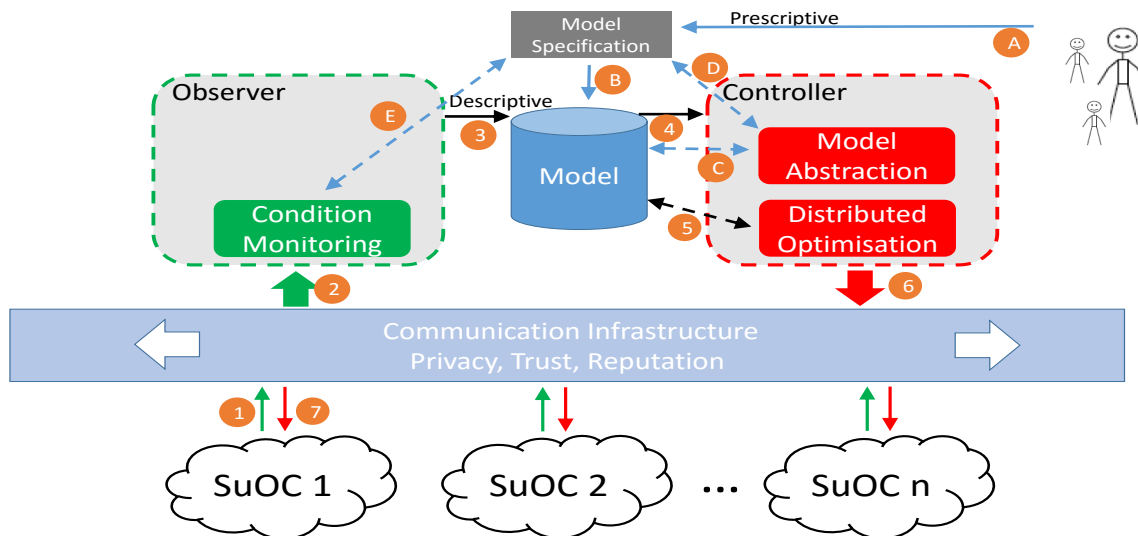 Model
Specification
Prescriptive
A
B
D
Observer
Controller
E
Descriptive
3
4
Model
C
Model
Abstraction
Condition
Monitoring
5
Distributed
Optimisation
2
6
Communication Infrastructure
Privacy, Trust, Reputation
1
7
SuOC 1
SuOC 2
...
SuOC n